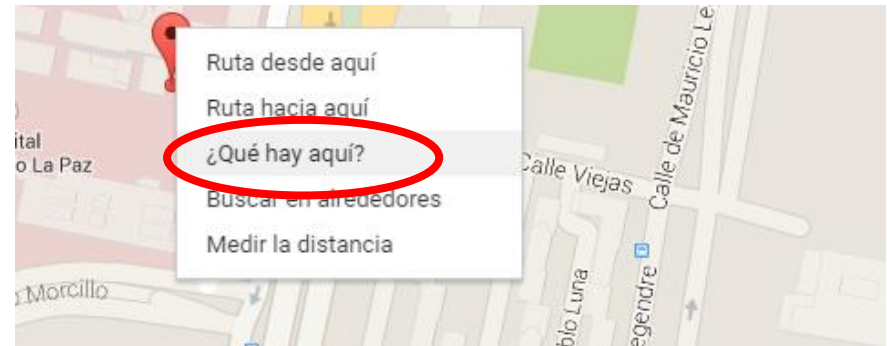 Ruta desde aquí
Ruta hacia aquí
¿Qué hay aquí?
Buscar en alrededores
Medir la distancia
ital
o La Paz
Morcillo
Calle Viejas
Calle de Mauricio Le
blo Luna
egendre